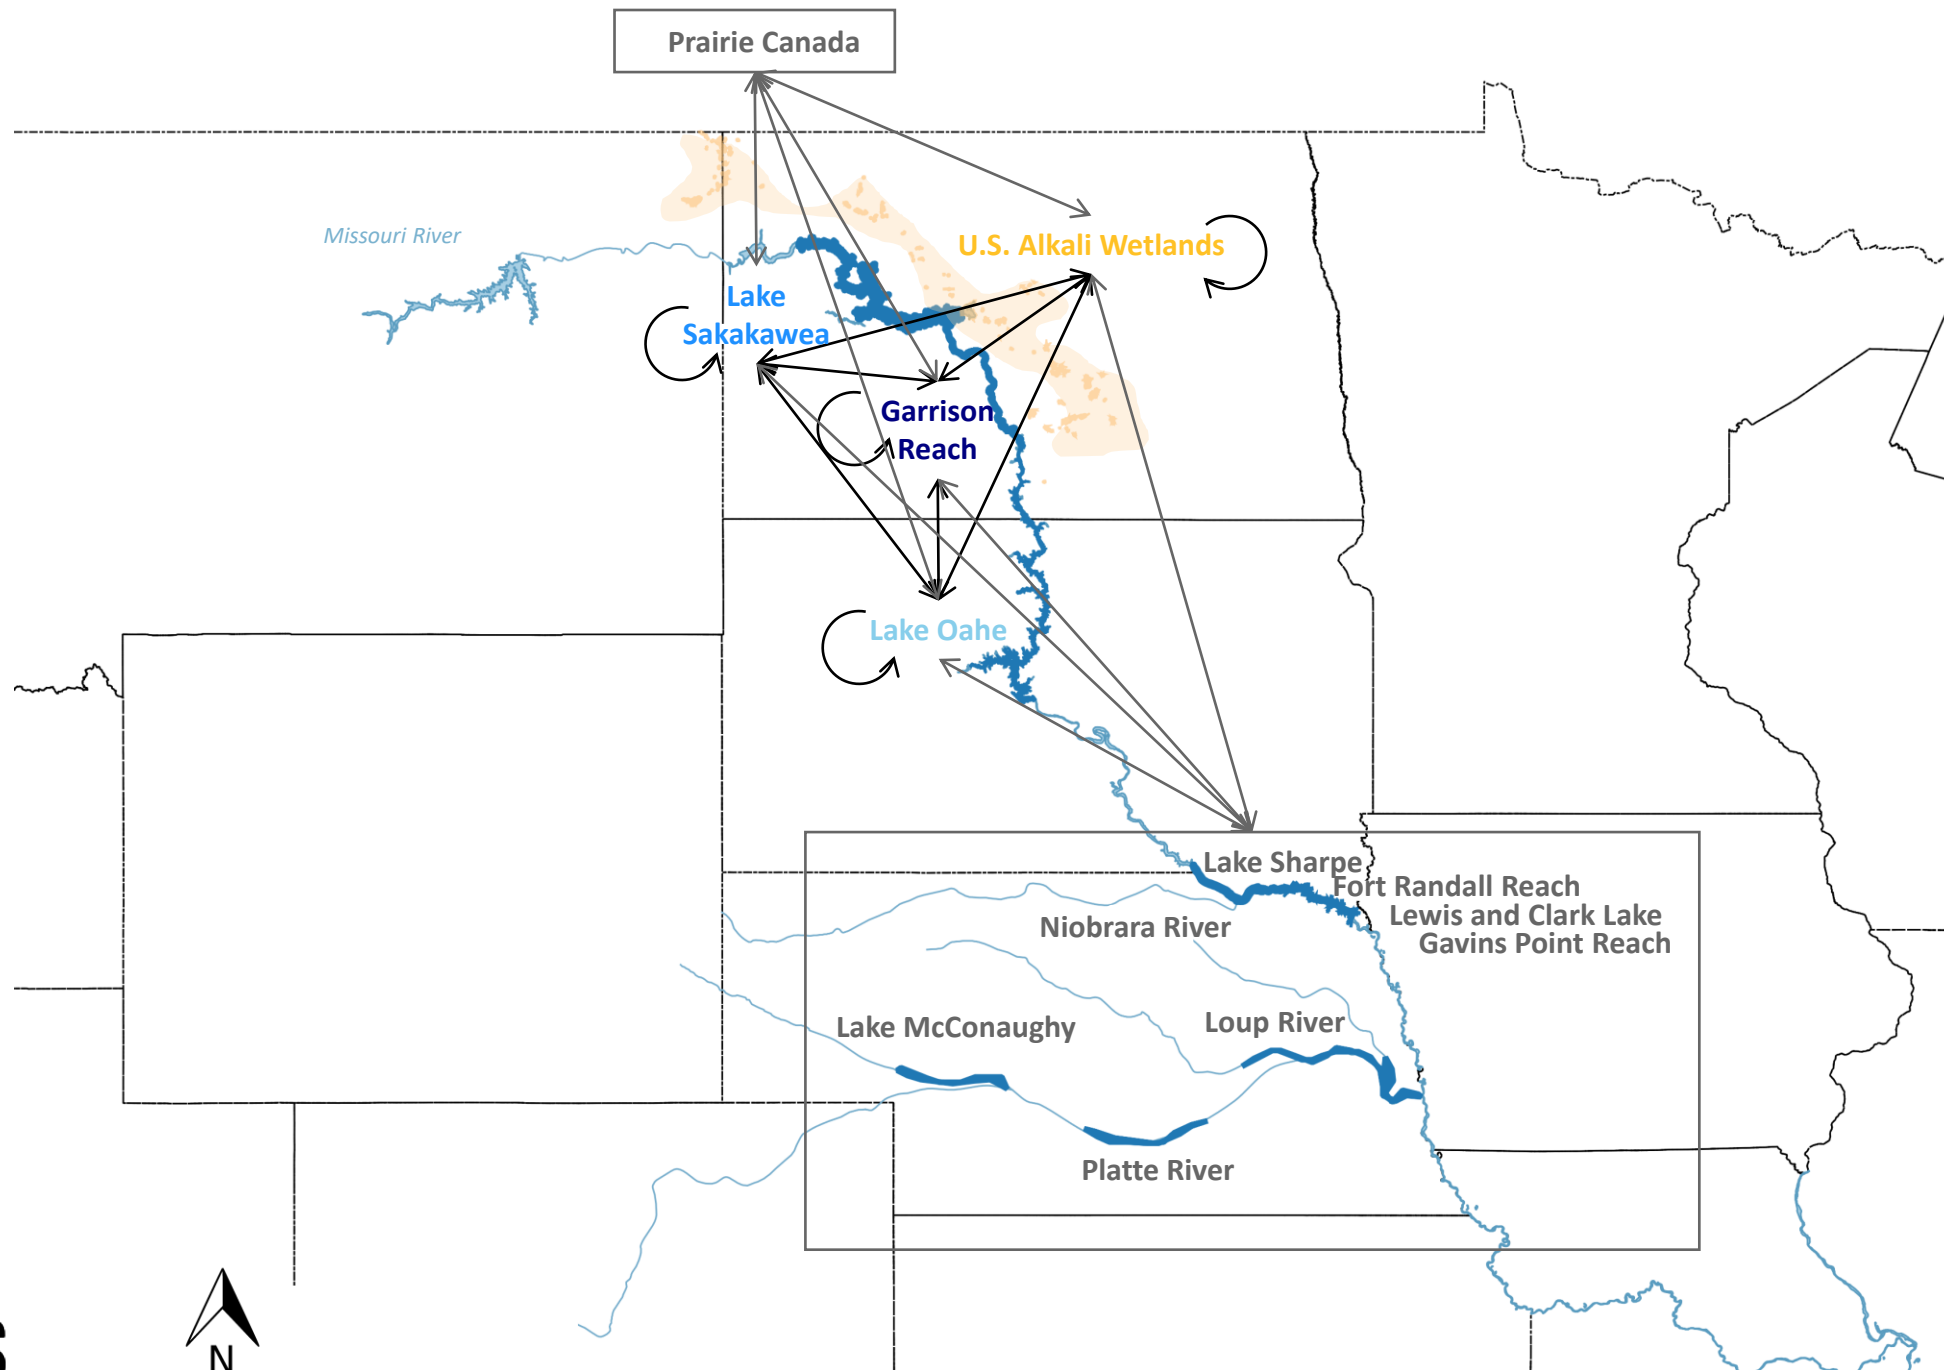 Prairie Canada
Missouri River
U.S. Alkali Wetlands
Lake
Sakakawea
Garrison
Reach
Lake Oahe
Lake Sharpe
Fort Randall Reach
Lewis and Clark Lake
Gavins Point Reach
Niobrara River
Lake McConaughy
Loup River
Platte River
N